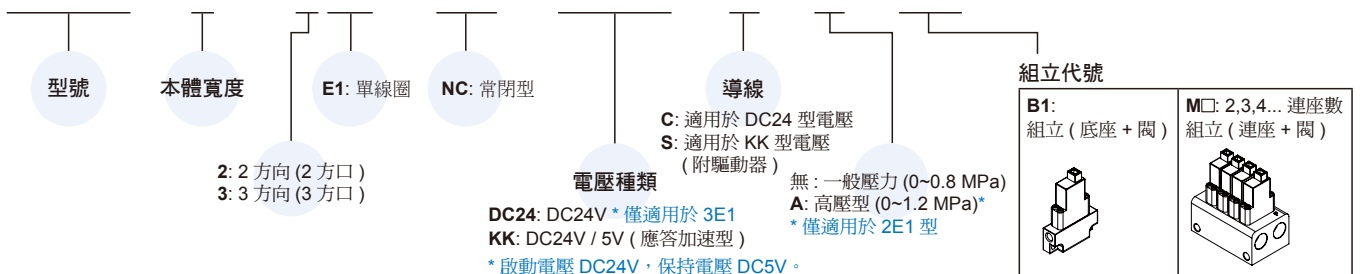 型號
本體寬度
2: 2 方向 (2 方口 )
3: 3 方向 (3 方口 )
E1: 單線圈
NC: 常閉型
電壓種類
DC24: DC24V * 僅適用於 3E1
KK: DC24V / 5V ( 應答加速型 )
* 啟動電壓 DC24V，保持電壓 DC5V。
導線
C: 適用於 DC24 型電壓
S: 適用於 KK 型電壓
( 附驅動器 )
無 : 一般壓力 (0~0.8 MPa)
A: 高壓型 (0~1.2 MPa)*
* 僅適用於 2E1 型
組立代號
B1:
組立 ( 底座 + 閥 )
M□: 2,3,4... 連座數
組立 ( 連座 + 閥 )